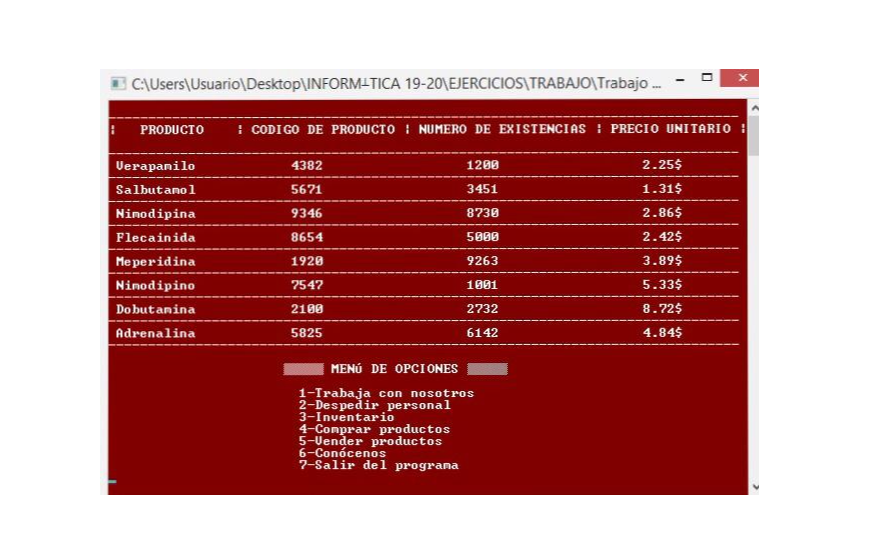 C:\Users\Usuario\Desktop\INFORM┴TICA 19-20\EJERCICIOS\TRABAJO\Trabajo ...
¦ PRODUCTO ¦ CODIGO DE PRODUCTO ¦ NUMERO DE EXISTENCIAS ¦ PRECIO UNITARIO ¦
Verapamilo 4382 1200 2.25$
Salbutamol 5671 3451 1.31$
Nimodipina 9346 8730 2.86$
Flecainida 8654 5000 2.42$
Meperidina 1920 9263 3.89$
Nimodipino 7547 1001 5.33$
Dobutamina 2100 2732 8.72$
Adrenalina 5825 6142 4.84$
MENú DE OPCIONES
1-Trabaja con nosotros
2-Despedir personal
3-Inventario
4-Comprar productos
5-Vender productos
6-Conócenos
7-Salir del programa